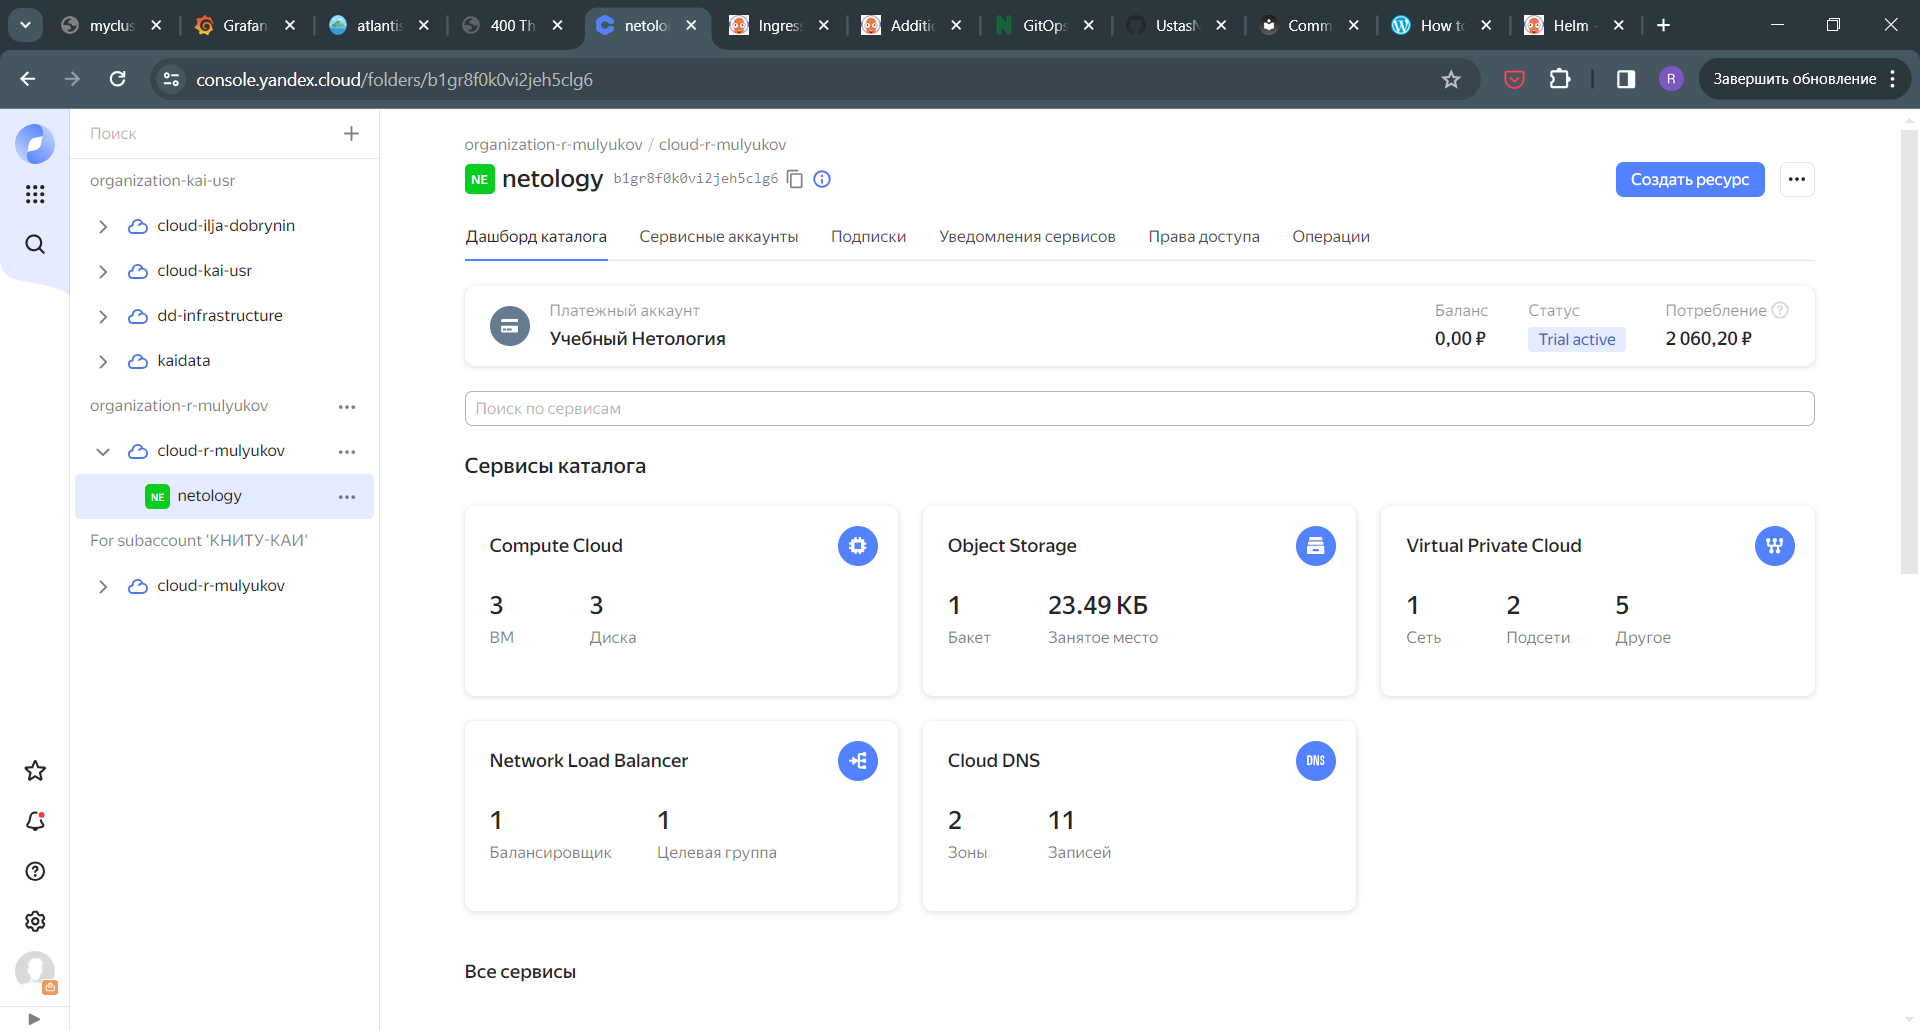 myclus
Grafan
atlantis
400 Th
netolo
Ingress
Additio
GitOps
UstasN
Comm
How to
Helm -
console.yandex.cloud/folders/b1gr8f0k0vi2jeh5clg6
R
Завершить обновление
Поиск
organization-kai-usr
cloud-ilja-dobrynin
cloud-kai-usr
dd-infrastructure
kaidata
organization-r-mulyukov
cloud-r-mulyukov
NE netology
For subaccount 'КНИТУ-КАИ'
cloud-r-mulyukov
organization-r-mulyukov / cloud-r-mulyukov
NE netology b1gr8f0k0vi2jeh5clg6
Создать ресурс
Дашборд каталога Сервисные аккаунты Подписки Уведомления сервисов Права доступа Операции
Платежный аккаунт
Учебный Нетология
Баланс
0,00 ₽
Статус
Trial active
Потребление
2 060,20 ₽
Поиск по сервисам
Сервисы каталога
Compute Cloud
3 3
ВМ Диска
Object Storage
1 23.49 КБ
Бакет Занятое место
Virtual Private Cloud
1 2 5
Сеть Подсети Другое
Network Load Balancer
1 1
Балансировщик Целевая группа
Cloud DNS
DNS
2 11
Зоны Записей
Все сервисы